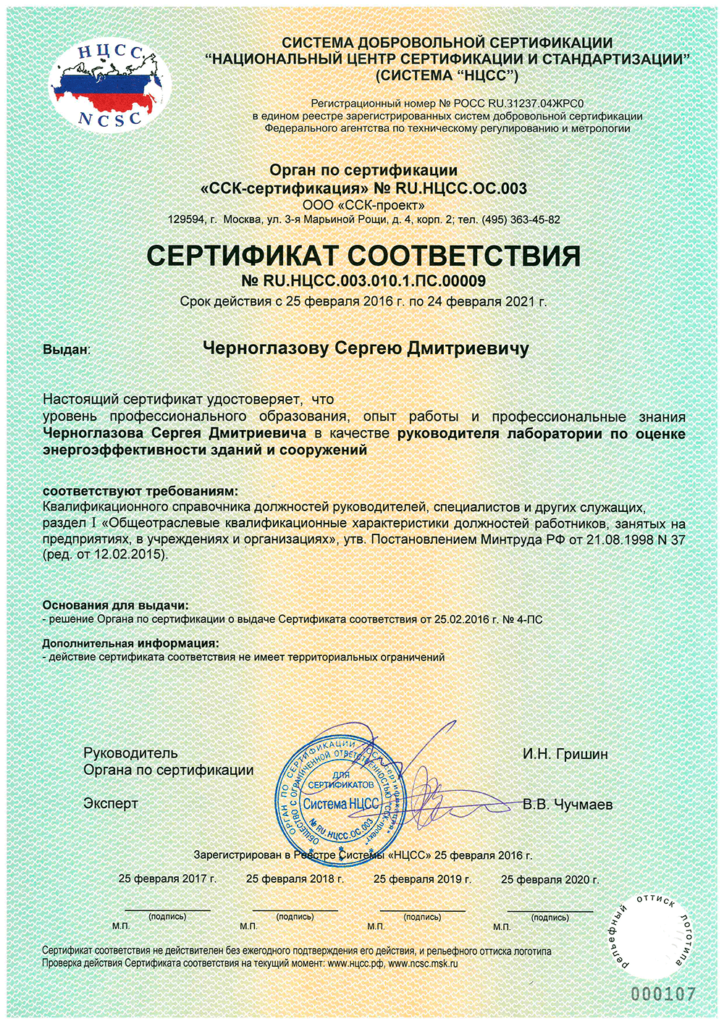 НЦСС
NCSC
СИСТЕМА ДОБРОВОЛЬНОЙ СЕРТИФИКАЦИИ
“НАЦИОНАЛЬНЫЙ ЦЕНТР СЕРТИФИКАЦИИ И СТАНДАРТИЗАЦИИ”
(СИСТЕМА “НЦСС”)
Регистрационный номер № РОСС RU.31237.04ЖРС0
в едином реестре зарегистрированных систем добровольной сертификации
Федерального агентства по техническому регулированию и метрологии
Орган по сертификации
«ССК-сертификация» № RU.НЦСС.ОС.003
ООО «ССК-проект»
129594, г. Москва, ул. 3-я Марьиной Рощи, д. 4, корп. 2; тел. (495) 363-45-82
СЕРТИФИКАТ СООТВЕТСТВИЯ
№ RU.НЦСС.003.010.1.ПС.00009
Срок действия с 25 февраля 2016 г. по 24 февраля 2021 г.
Выдан: Черноглазову Сергею Дмитриевичу
Настоящий сертификат удостоверяет, что
уровень профессионального образования, опыт работы и профессиональные знания
Черноглазова Сергея Дмитриевича в качестве руководителя лаборатории по оценке
энергоэффективности зданий и сооружений
соответствуют требованиям:
Квалификационного справочника должностей руководителей, специалистов и других служащих,
раздел I «Общеотраслевые квалификационные характеристики должностей работников, занятых на
предприятиях, в учреждениях и организациях», утв. Постановлением Минтруда РФ от 21.08.1998 N 37
(ред. от 12.02.2015).
Основания для выдачи:
- решение Органа по сертификации о выдаче Сертификата соответствия от 25.02.2016 г. № 4-ПС
Дополнительная информация:
- действие сертификата соответствия не имеет территориальных ограничений
Руководитель
Органа по сертификации
И.Н. Гришин
Эксперт
В.В. Чучмаев
ОРГАН ПО СЕРТИФИКАЦИИ «ССК-сертификация»
ОБЩЕСТВО С ОГРАНИЧЕННОЙ ОТВЕТСТВЕННОСТЬЮ «ССК-проект»
ДЛЯ
СЕРТИФИКАТОВ
Система НЦСС
№ RU.НЦСС.ОС.003
Зарегистрирован в Реестре Системы «НЦСС» 25 февраля 2016 г.
25 февраля 2017 г. 25 февраля 2018 г. 25 февраля 2019 г. 25 февраля 2020 г.
(подпись) (подпись) (подпись) (подпись)
М.П. М.П. М.П. М.П.
рельефный оттиск логотипа
Сертификат соответствия не действителен без ежегодного подтверждения его действия, и рельефного оттиска логотипа
Проверка действия Сертификата соответствия на текущий момент: www.нцсс.рф, www.ncsc.msk.ru
000107